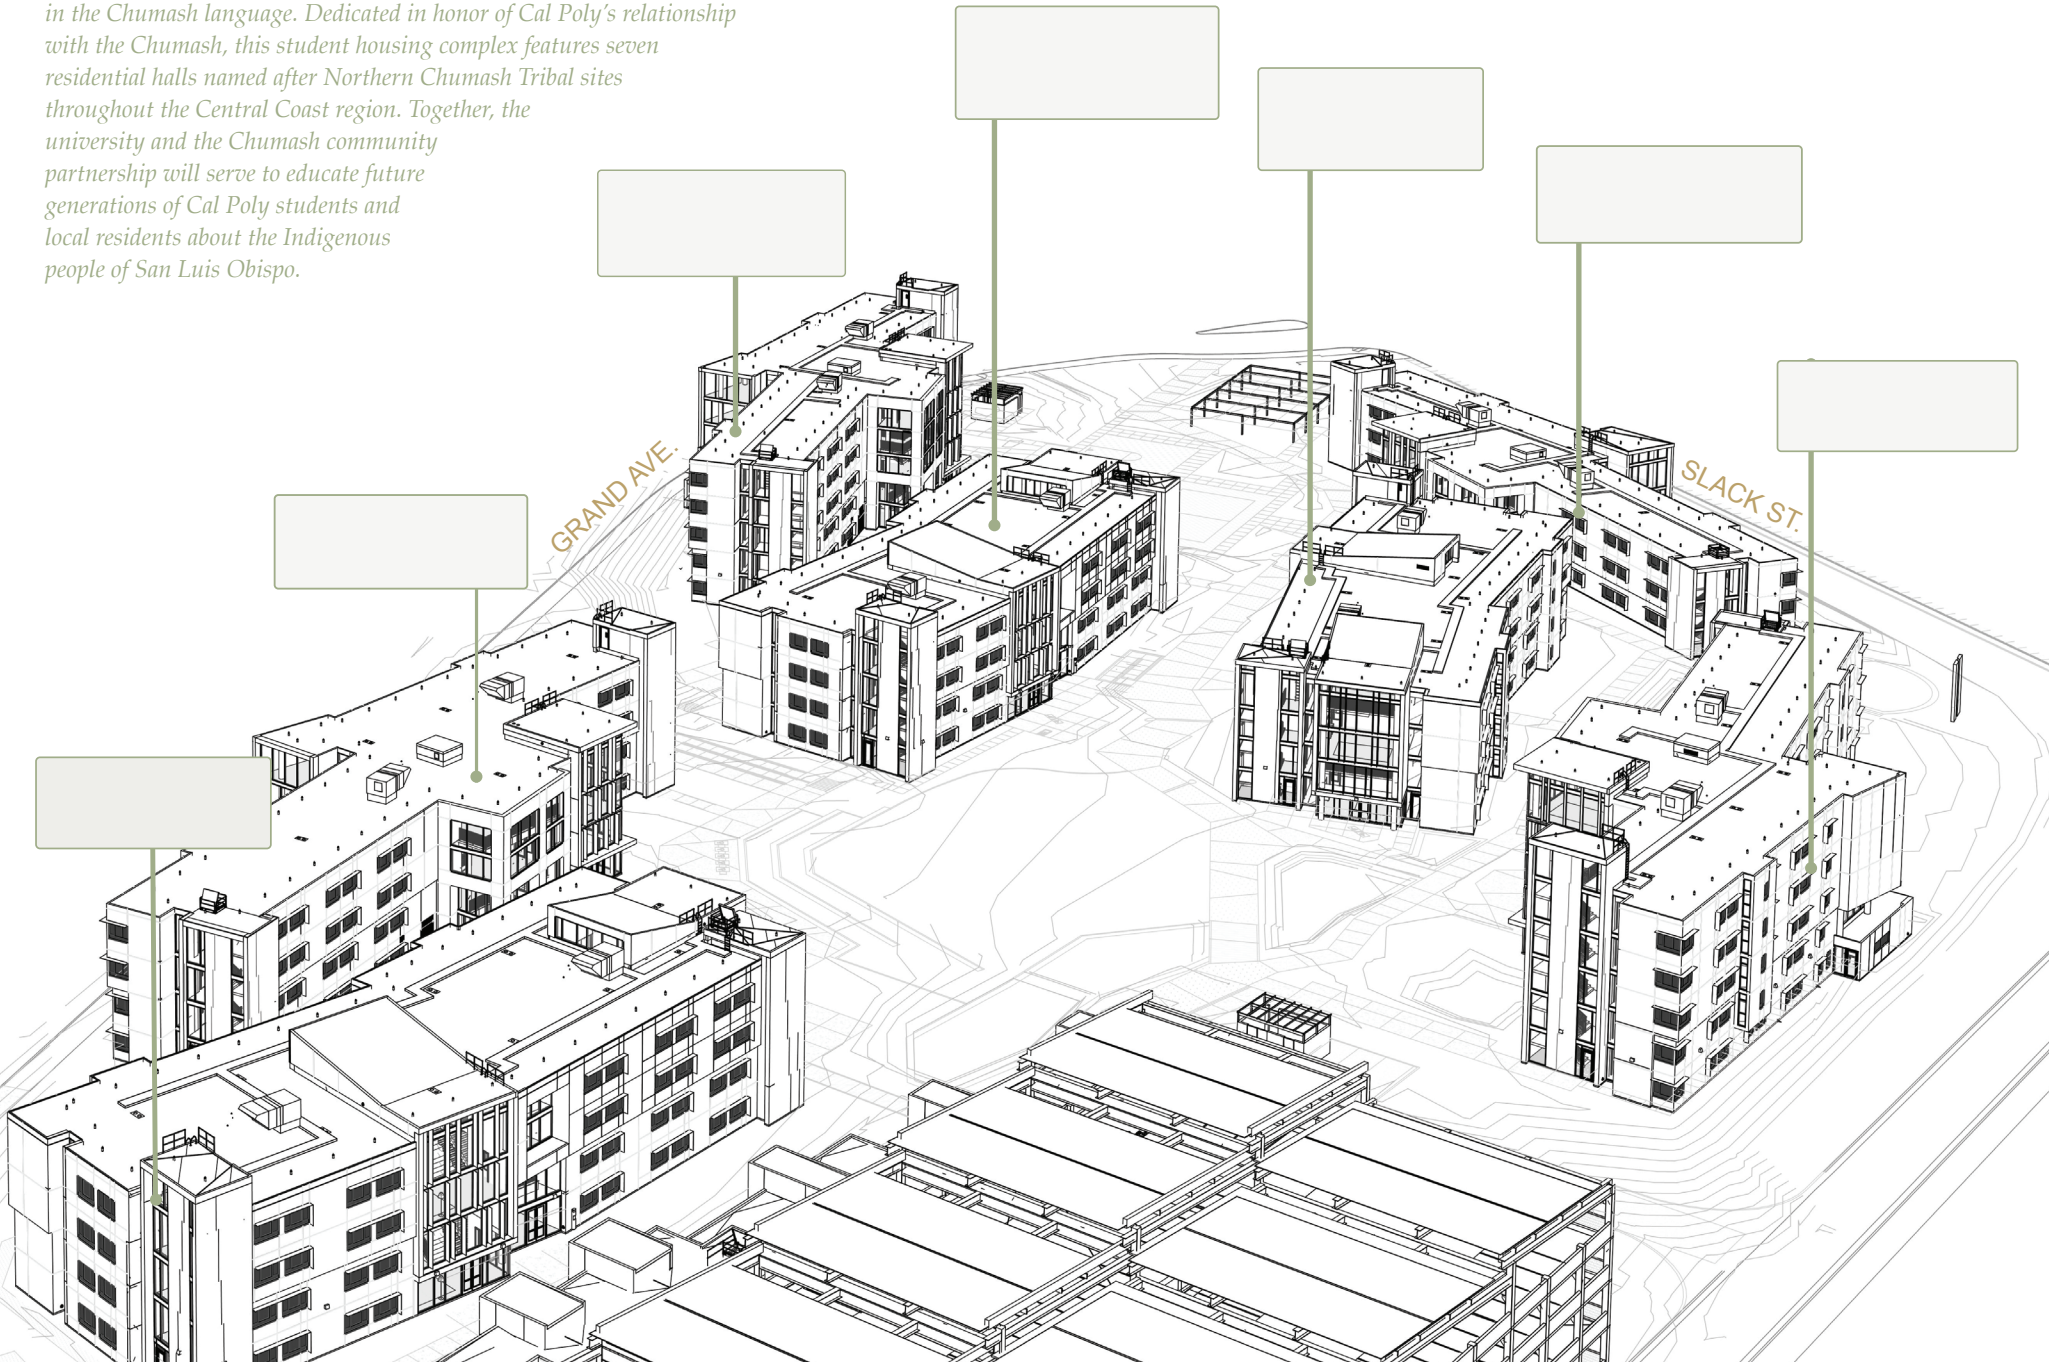 in the Chumash language. Dedicated in honor of Cal Poly’s relationship
with the Chumash, this student housing complex features seven
residential halls named after Northern Chumash Tribal sites
throughout the Central Coast region. Together, the
university and the Chumash community
partnership will serve to educate future
generations of Cal Poly students and
local residents about the Indigenous
people of San Luis Obispo.
GRAND AVE.
SLACK ST.